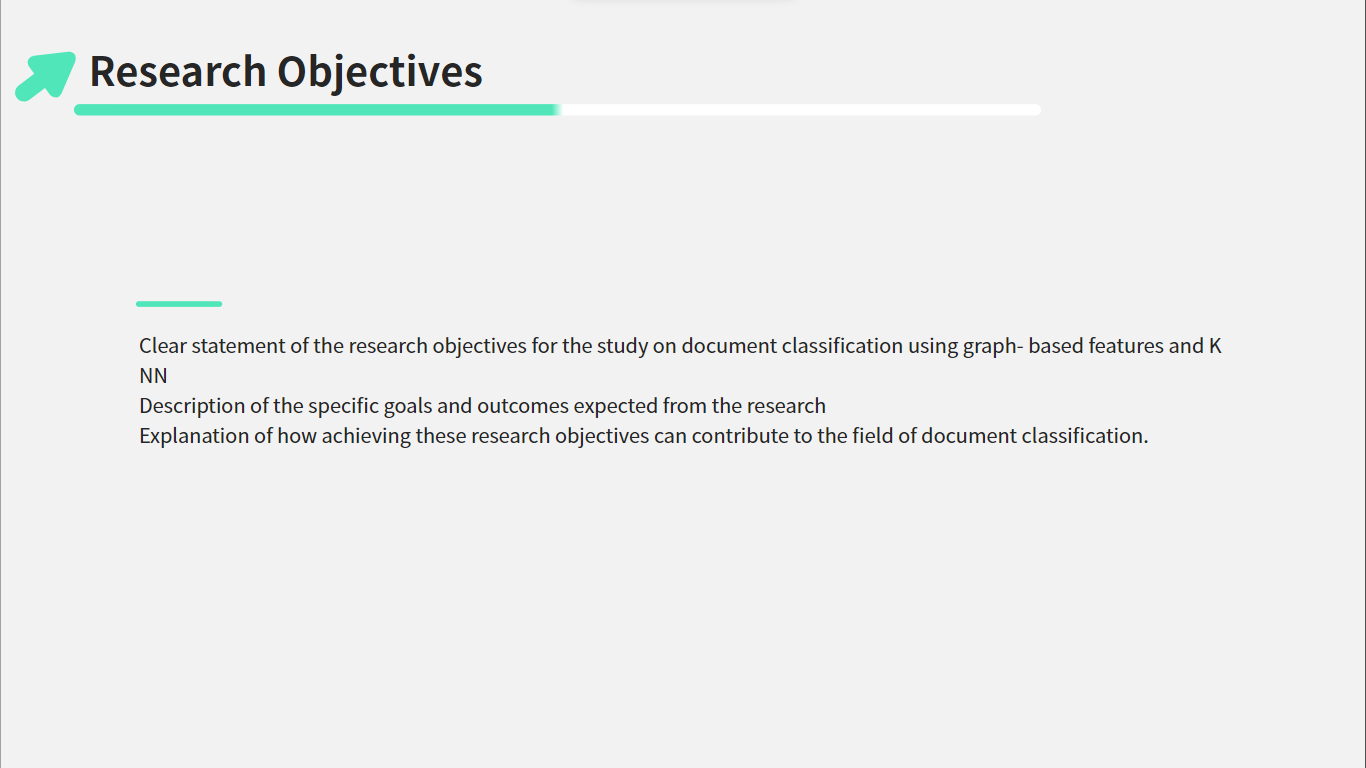 Research Objectives
Clear statement of the research objectives for the study on document classification using graph- based features and K
NN
Description of the specific goals and outcomes expected from the research
Explanation of how achieving these research objectives can contribute to the field of document classification.